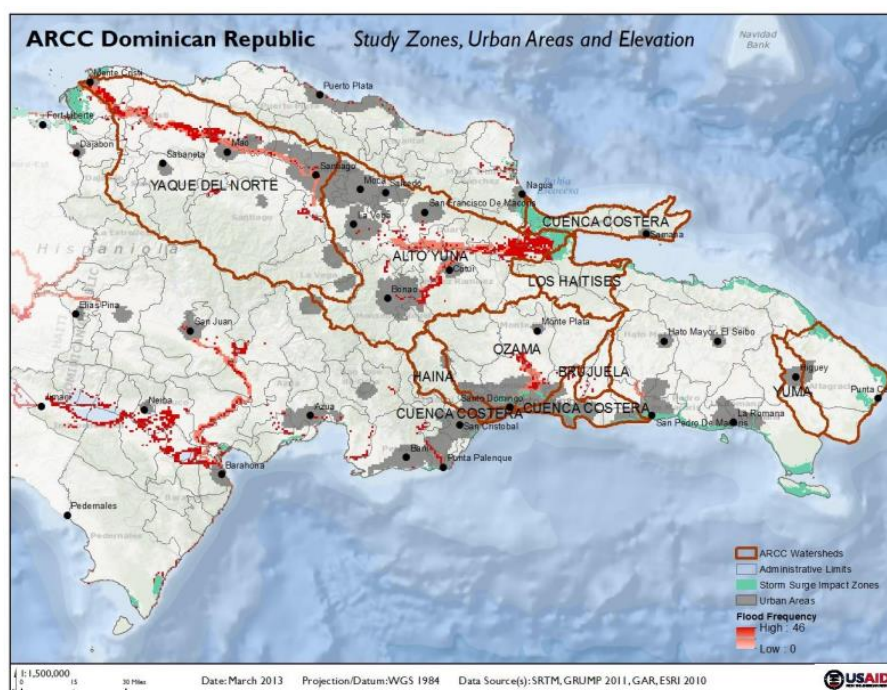 ARCC Dominican Republic
Study Zones, Urban Areas and Elevation
Navidad
Bank
Monte Cristi
Puerto Plata
Fort Liberte
Dajabon
Mao
Sabaneta
Santiago
Moca
Salcedo
Nagua
YAQUE DEL NORTE
San Francisco De Macoris
CUENCA COSTERA
Samana
La Vega
Hispaniola
ALTO YUNA
Cotui
LOS HAITISES
Bonao
Elias Pina
San Juan
Monte Plata
Hato Mayor
El Seibo
OZAMA
HAINA
BRUJUELA
Higuey
YUMA
Punta C
Jimani
Neiba
Azua
Santo Domingo
CUENCA COSTERA
CUENCA COSTERA
San Pedro De Macoris
La Romana
San Cristobal
Bani
Punta Palenque
Barahona
Pedernales
ARCC Watersheds
Administrative Limits
Storm Surge Impact Zones
Urban Areas
Flood Frequency
High : 46
Low : 0
1:1,500,000
0 15 30 Miles
Date: March 2013 Projection/Datum: WGS 1984 Data Source(s): SRTM, GRUMP 2011, GAR, ESRI 2010
USAID